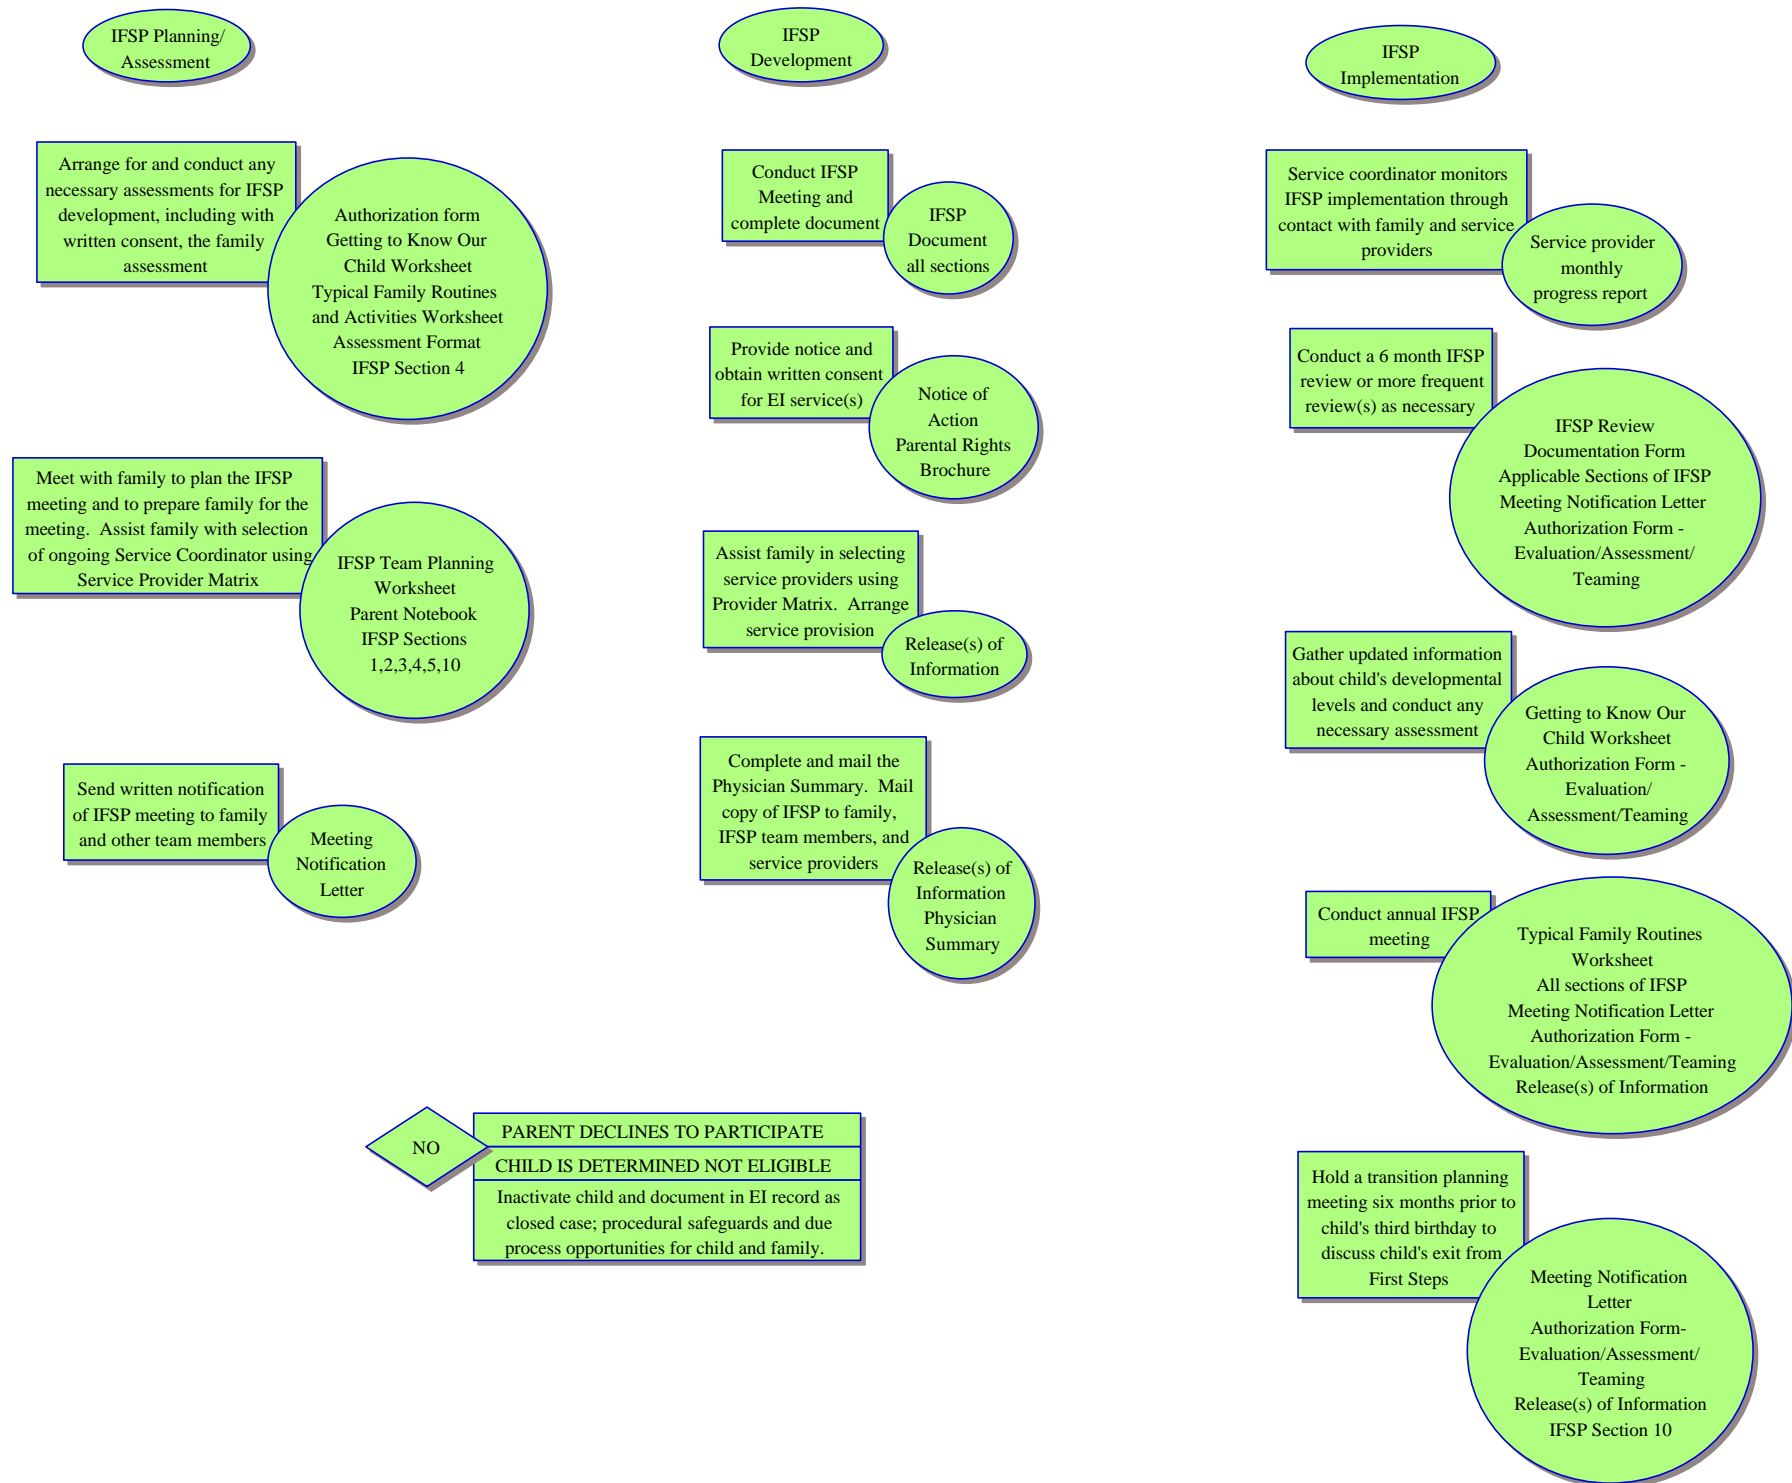 IFSP Planning/
Assessment
Arrange for and conduct any
necessary assessments for IFSP
development, including with
written consent, the family
assessment
Authorization form
Getting to Know Our
Child Worksheet
Typical Family Routines
and Activities Worksheet
Assessment Format
IFSP Section 4
Meet with family to plan the IFSP
meeting and to prepare family for the
meeting.  Assist family with selection
of ongoing Service Coordinator using
Service Provider Matrix
IFSP Team Planning
Worksheet
Parent Notebook
IFSP Sections
1,2,3,4,5,10
Send written notification
of IFSP meeting to family
and other team members
Meeting
Notification
Letter
IFSP
Development
Conduct IFSP
Meeting and
complete document
IFSP
Document
all sections
Provide notice and
obtain written consent
for EI service(s)
Notice of
Action
Parental Rights
Brochure
Assist family in selecting
service providers using
Provider Matrix.  Arrange
service provision
Release(s) of
Information
Complete and mail the
Physician Summary.  Mail
copy of IFSP to family,
IFSP team members, and
service providers
Release(s) of
Information
Physician
Summary
IFSP
Implementation
Service coordinator monitors
IFSP implementation through
contact with family and service
providers
Service provider
monthly
progress report
Conduct a 6 month IFSP
review or more frequent
review(s) as necessary
IFSP Review
Documentation Form
Applicable Sections of IFSP
Meeting Notification Letter
Authorization Form -
Evaluation/Assessment/
Teaming
Gather updated information
about child's developmental
levels and conduct any
necessary assessment
Getting to Know Our
Child Worksheet
Authorization Form -
Evaluation/
Assessment/Teaming
Conduct annual IFSP
meeting
Typical Family Routines
Worksheet
All sections of IFSP
Meeting Notification Letter
Authorization Form -
Evaluation/Assessment/Teaming
Release(s) of Information
Hold a transition planning
meeting six months prior to
child's third birthday to
discuss child's exit from
First Steps
Meeting Notification
Letter
Authorization Form-
Evaluation/Assessment/
Teaming
Release(s) of Information
IFSP Section 10
NO
PARENT DECLINES TO PARTICIPATE
CHILD IS DETERMINED NOT ELIGIBLE
Inactivate child and document in EI record as
closed case; procedural safeguards and due
process opportunities for child and family.